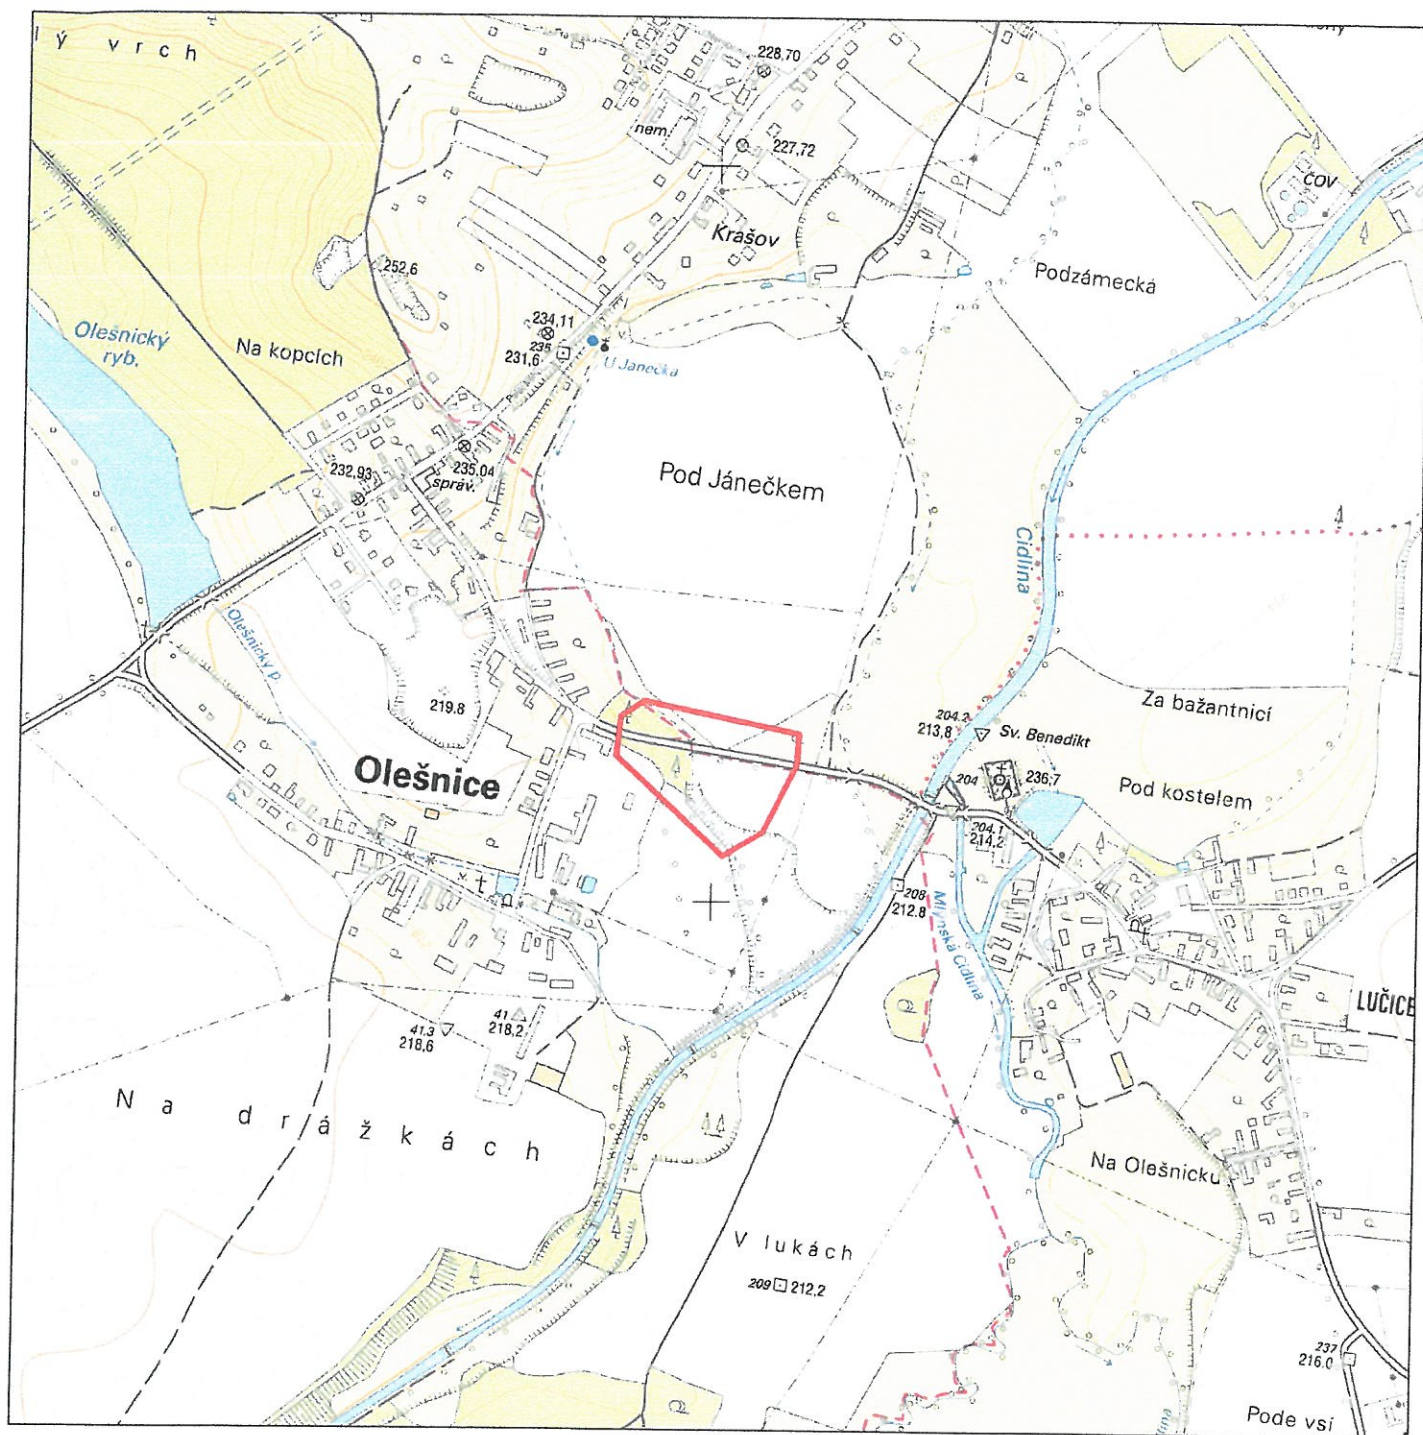 lý vrch
228,70
nem.
227,72
ČOV
Krašov
252,6
Podzámecká
Olešnický
ryb.
234,11
Na kopcích
235
231,6
U Janečka
232,93
235,04
správ.
Pod Jánečkem
Cidlina
Olešnický p.
219.8
Za bažantnicí
204.2
213,8
Sv. Benedikt
Olešnice
204
236,7
Pod kostelem
204.1
214,2
208
212.8
Mlýnská Cidlina
LUČICE
41
218,2
41.3
218,6
Na drážkách
Na Olešnicku
V lukách
209 212,2
237
216.0
Pode vsí